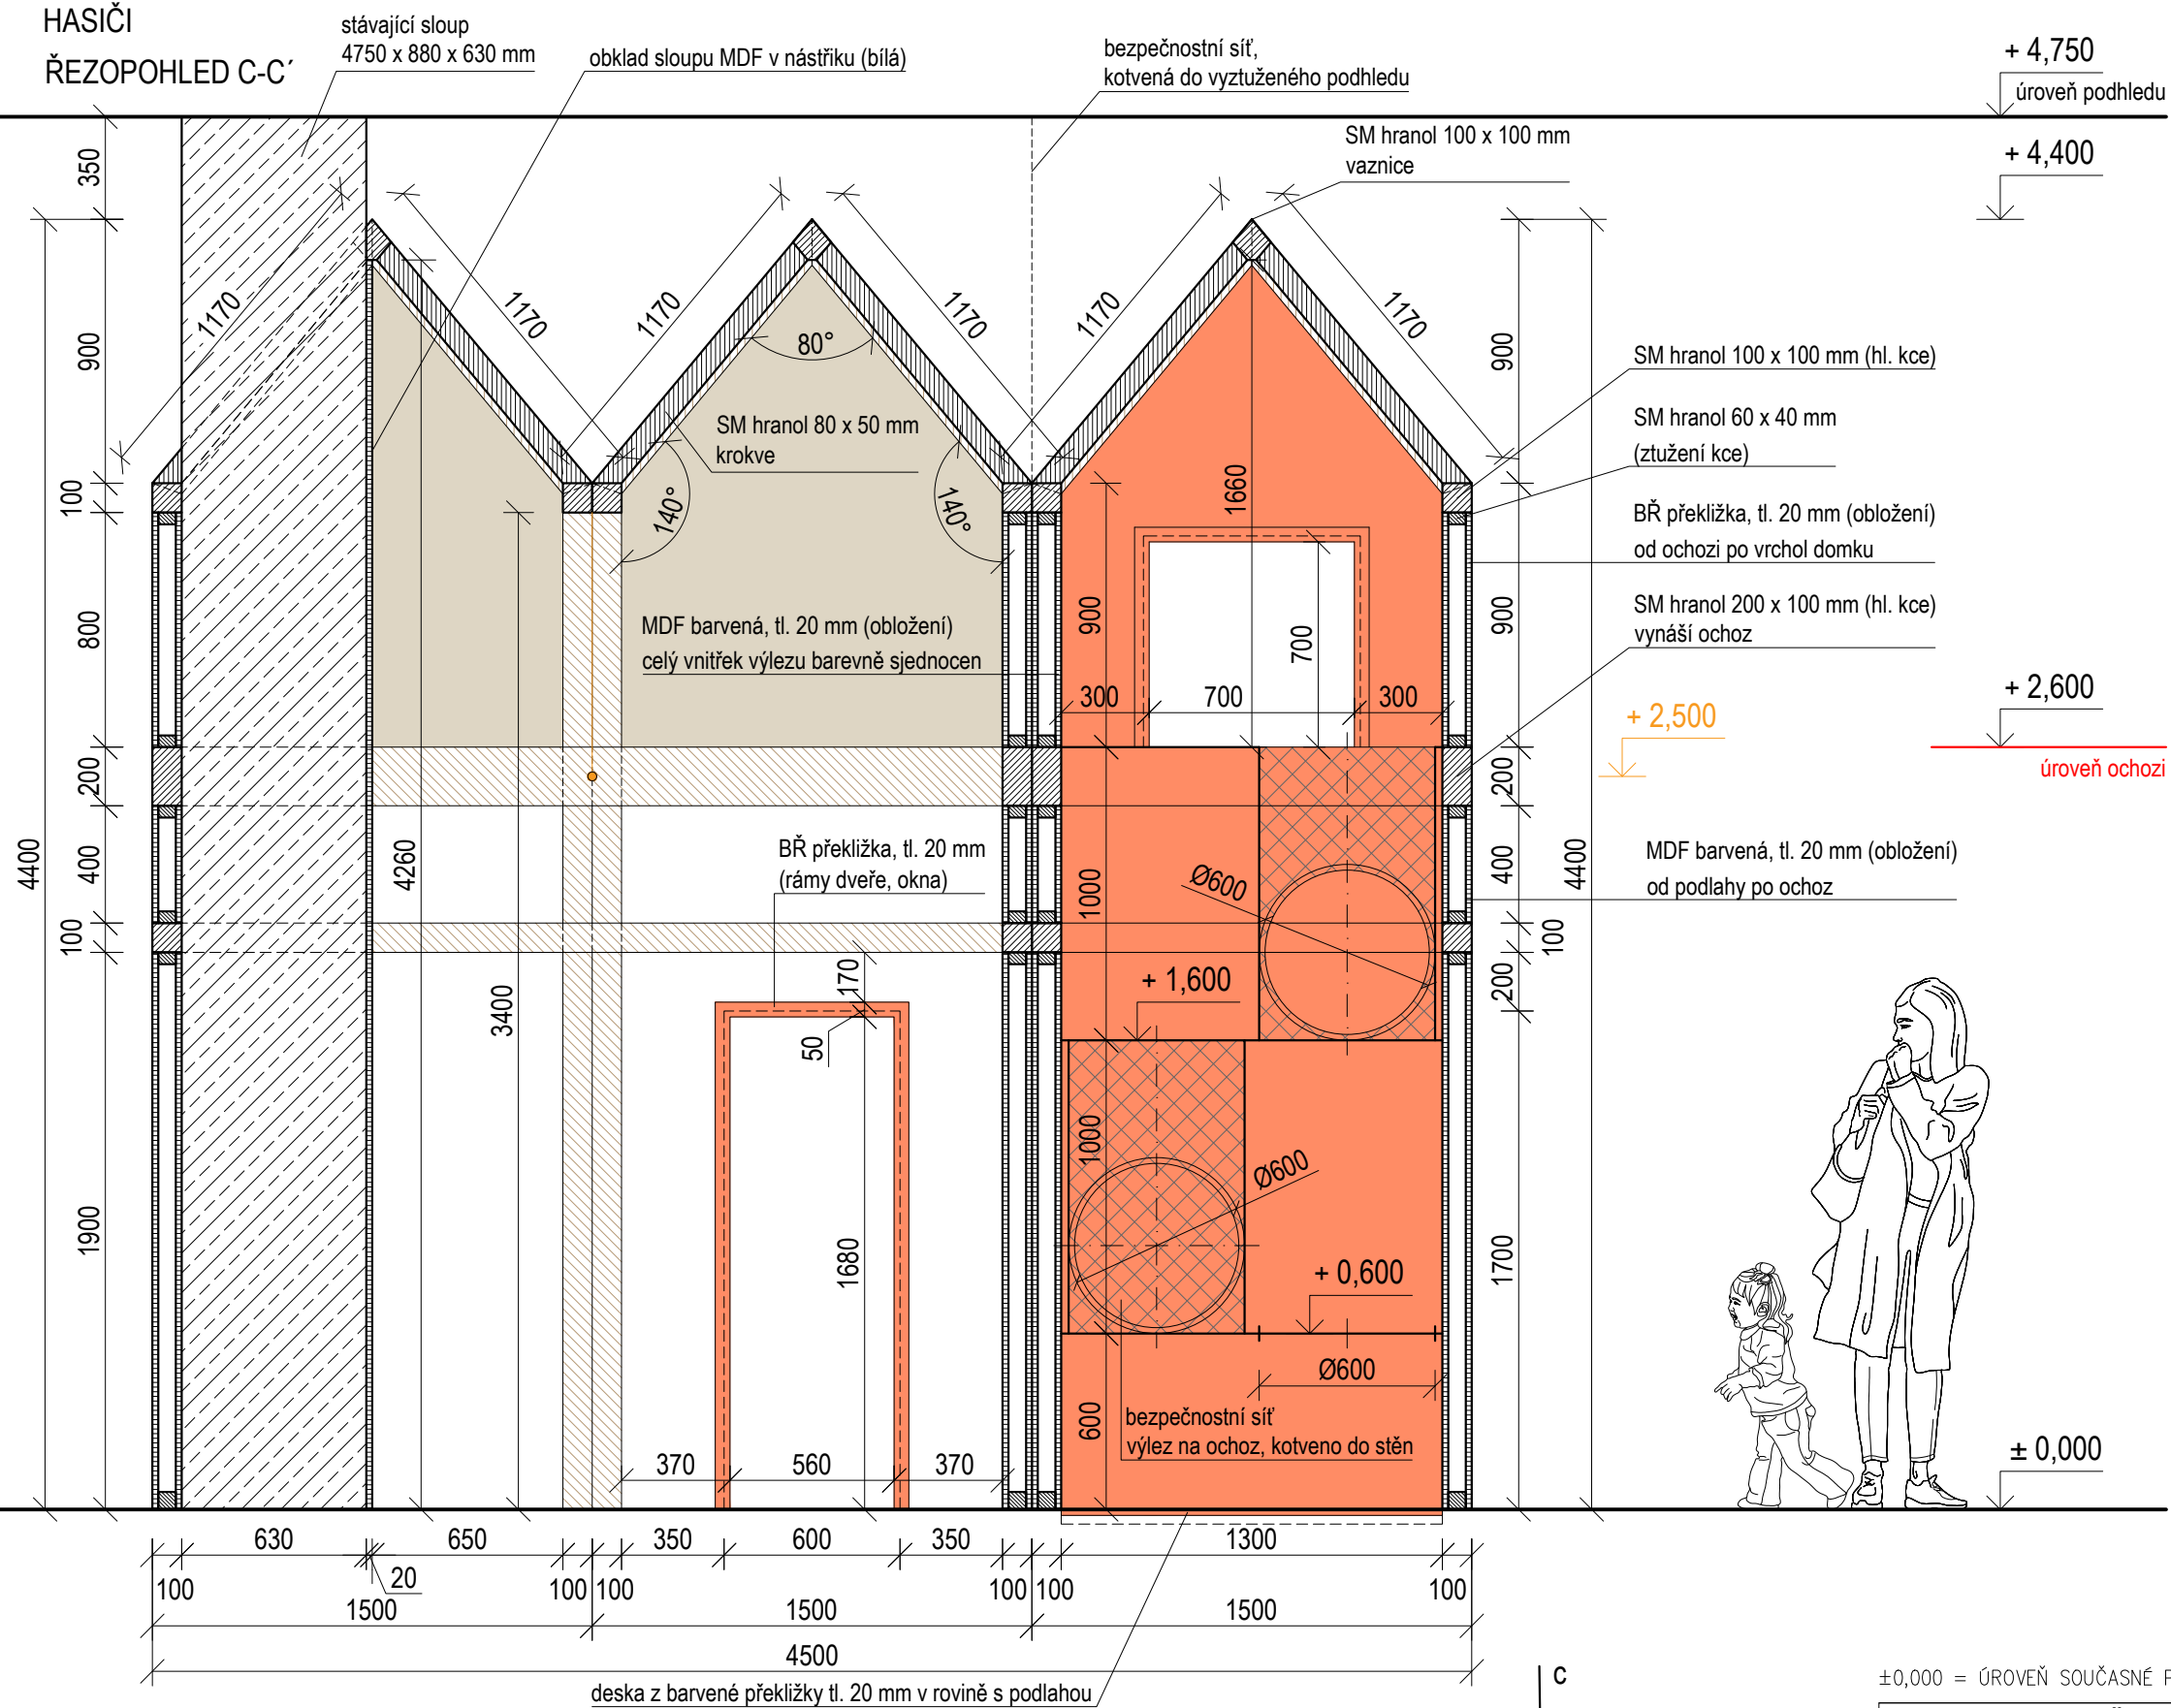 HASIČI
ŘEZOPOHLED C-C´
stávající sloup
4750 x 880 x 630 mm
obklad sloupu MDF v nástřiku (bílá)
bezpečnostní síť,
kotvená do vyztuženého podhledu
+ 4,750
úroveň podhledu
SM hranol 100 x 100 mm
vaznice
+ 4,400
350
900
100
800
200
400
100
1900
4400
1170
1170
1170
1170
1170
1170
80°
SM hranol 80 x 50 mm
krokve
140°
140°
MDF barvená, tl. 20 mm (obložení)
celý vnitřek výlezu barevně sjednocen
BŘ překližka, tl. 20 mm
(rámy dveře, okna)
4260
3400
170
50
1680
370
560
370
1660
900
700
300
700
300
1000
Ø600
+ 1,600
1000
Ø600
+ 0,600
Ø600
600
bezpečnostní síť
výlez na ochoz, kotveno do stěn
900
900
200
400
100
200
1700
4400
SM hranol 100 x 100 mm (hl. kce)
SM hranol 60 x 40 mm
(ztužení kce)
BŘ překližka, tl. 20 mm (obložení)
od ochozi po vrchol domku
SM hranol 200 x 100 mm (hl. kce)
vynáší ochoz
+ 2,500
+ 2,600
úroveň ochozi
MDF barvená, tl. 20 mm (obložení)
od podlahy po ochoz
± 0,000
630
650
350
600
350
1300
100
20
100
100
100
100
100
1500
1500
1500
4500
deska z barvené překližky tl. 20 mm v rovině s podlahou
C
±0,000 = ÚROVEŇ SOUČASNÉ